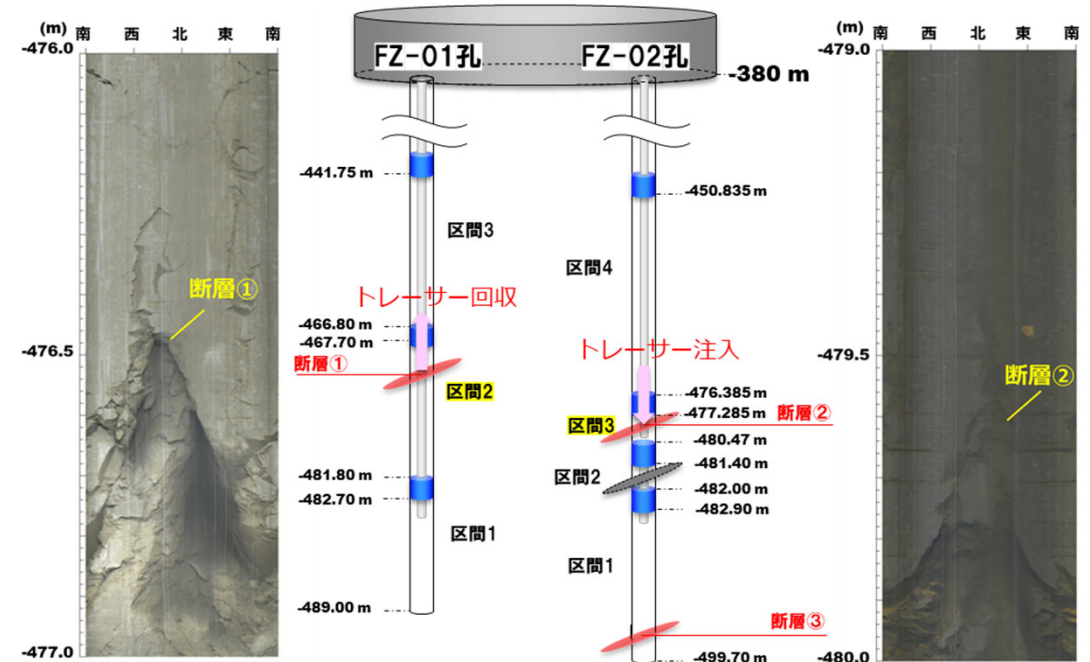 (m) 南 西 北 東 南
-476.0
断層①
-476.5
-477.0
FZ-01孔
FZ-02孔
-380 m
-441.75 m
区間3
トレーサー回収
-466.80 m
-467.70 m
断層①
区間2
-481.80 m
-482.70 m
区間1
-489.00 m
-450.835 m
区間4
トレーサー注入
-476.385 m
-477.285 m
断層②
区間3
-480.47 m
-481.40 m
区間2
-482.00 m
-482.90 m
区間1
断層③
-499.70 m
(m) 南 西 北 東 南
-479.0
-479.5
断層②
-480.0